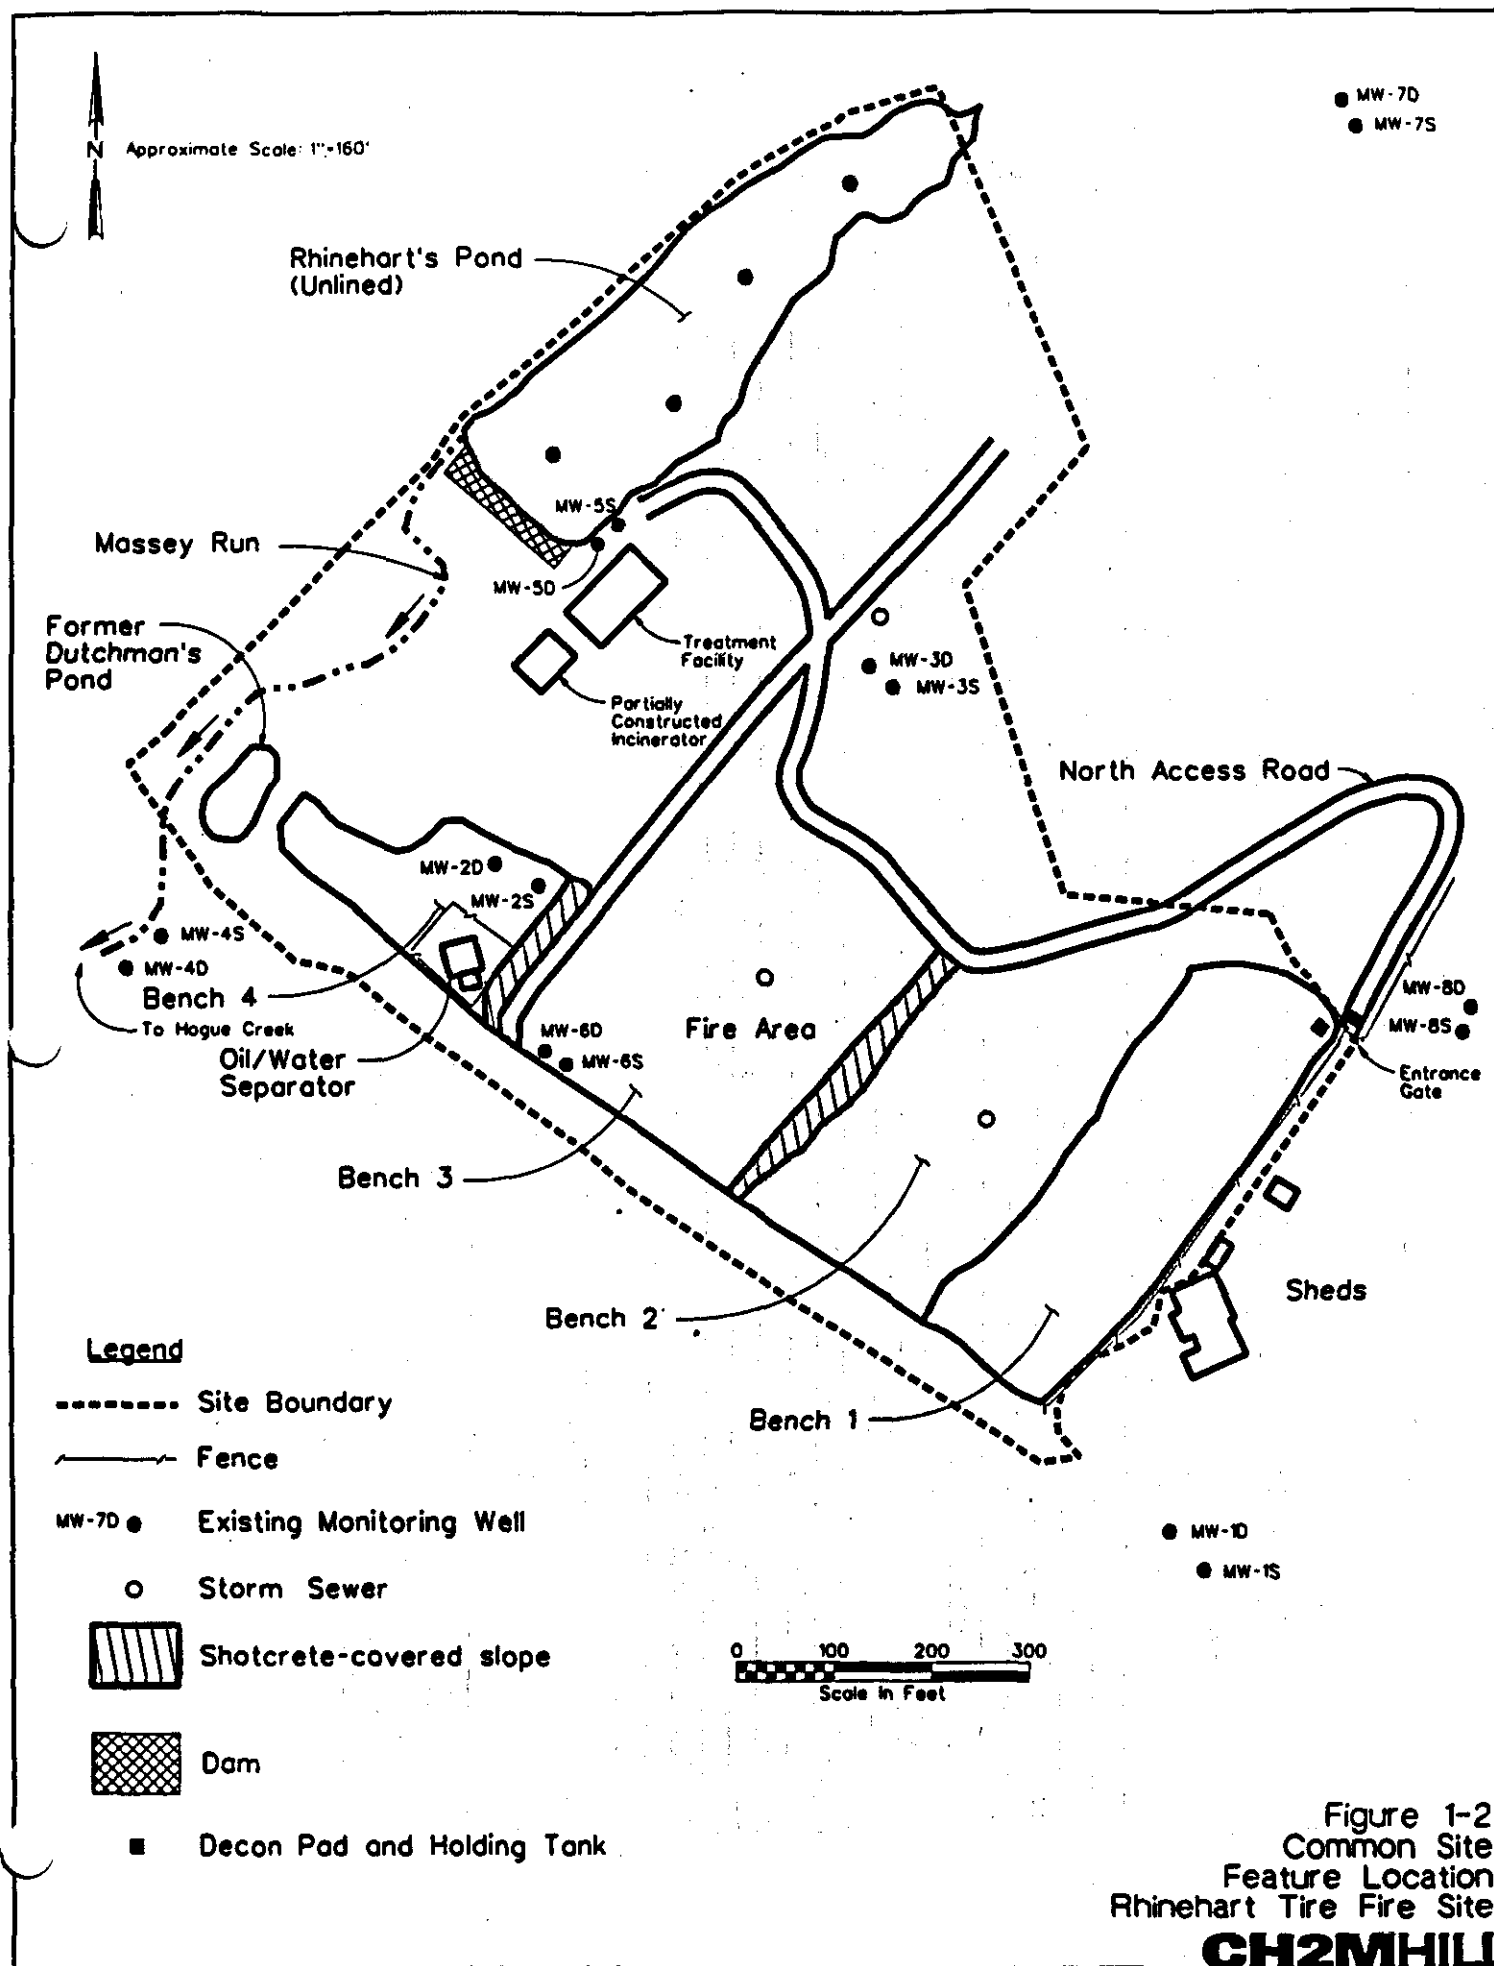 MW-7D
MW-7S
N
Approximate Scale: 1"=160'
Rhinehart's Pond
(Unlined)
MW-5S
Massey Run
MW-5D
Former
Dutchman's
Pond
Treatment
Facility
MW-3D
MW-3S
Partially
Constructed
Incinerator
North Access Road
MW-2D
MW-2S
MW-4S
MW-4D
Bench 4
To Hogue Creek
Oil/Water
Separator
MW-6D
MW-6S
Fire Area
MW-8D
MW-8S
Entrance
Gate
Bench 3
Bench 2
Sheds
Bench 1
Legend
Site Boundary
Fence
MW-7D
Existing Monitoring Well
MW-1D
MW-1S
Storm Sewer
Shotcrete-covered slope
0 100 200 300
Scale in Feet
Dam
Decon Pad and Holding Tank
Figure 1-2
Common Site
Feature Location
Rhinehart Tire Fire Site
CH2MHILL